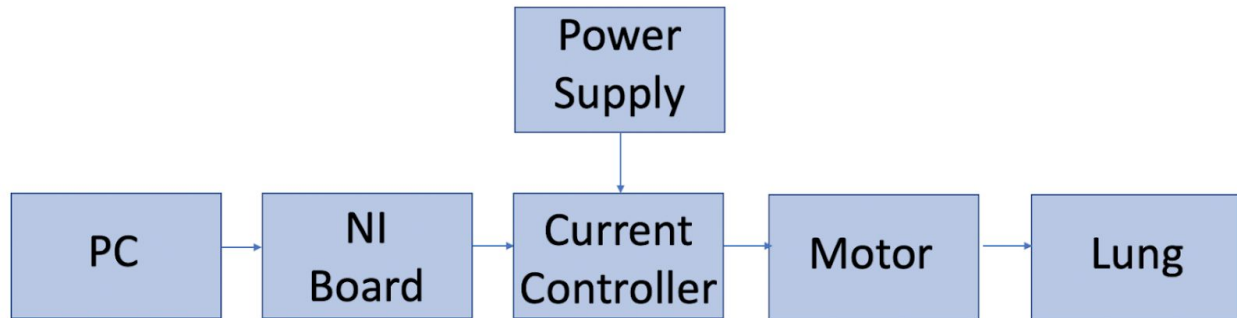 Power
Supply
PC
NI
Board
Current
Controller
Motor
Lung